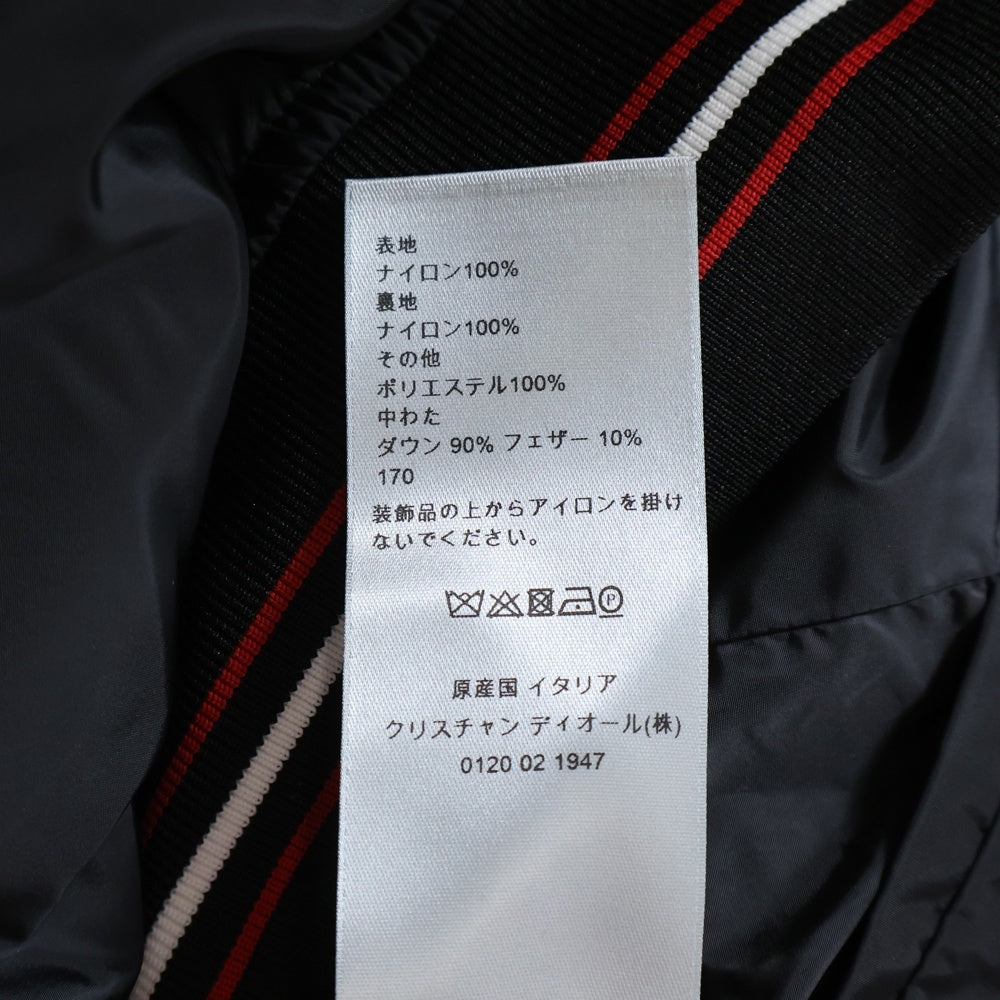 表地
ナイロン100%
裏地
ナイロン100%
その他
ポリエステル100%
中わた
ダウン 90% フェザー 10%
170
装飾品の上からアイロンを掛け
ないでください。
P
原産国 イタリア
クリスチャン ディオール(株)
0120 02 1947